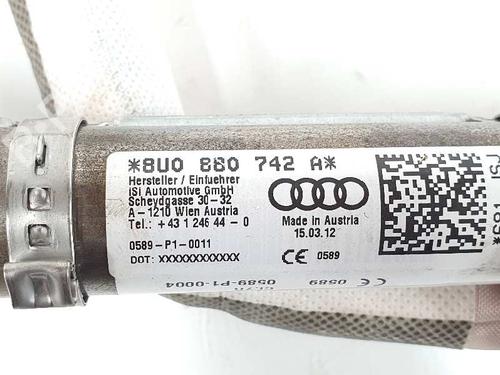 *8U0 880 742 A*
Hersteller / Einfuehrer
iSi Automotive GmbH
Scheydgasse 30-32
A-1210 Wien Austria
Tel.: +43 1 246 44-0
0589-P1-0011
DOT: XXXXXXXXXXXX
Made in Austria
15.03.12
CE 0589
CE 0589
0589-P1-0004